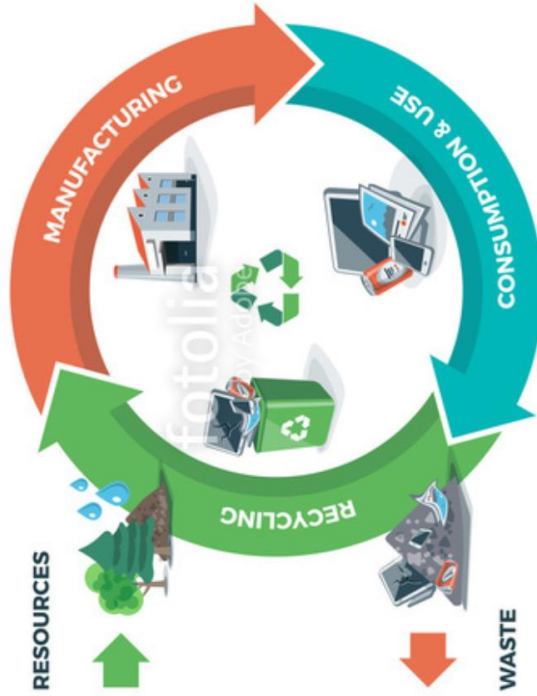 MANUFACTURING
CONSUMPTION & USE
RECYCLING
RESOURCES
WASTE
fotolia
by Adobe